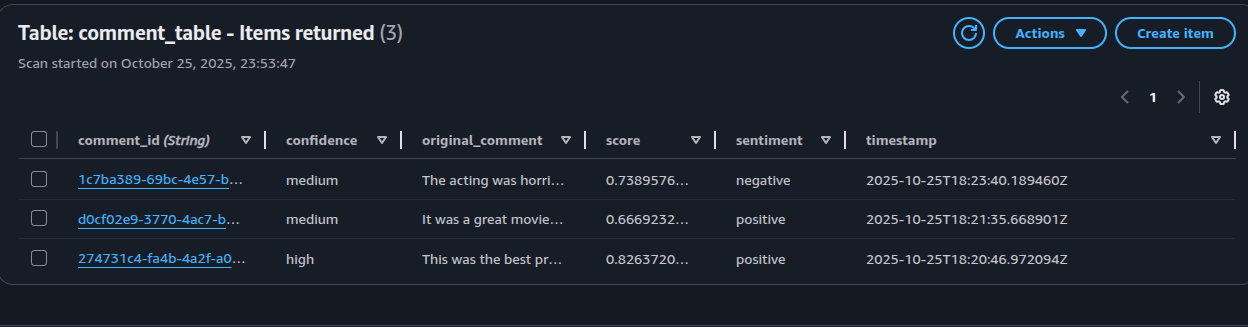 Table: comment_table - Items returned (3)
Actions
Create item
Scan started on October 25, 2025, 23:53:47
1
comment_id (String) confidence original_comment score sentiment timestamp
1c7ba389-69bc-4e57-b... medium The acting was horri... 0.7389576... negative 2025-10-25T18:23:40.189460Z
d0cf02e9-3770-4ac7-b... medium It was a great movie... 0.6669232... positive 2025-10-25T18:21:35.668901Z
274731c4-fa4b-4a2f-a0... high This was the best pr... 0.8263720... positive 2025-10-25T18:20:46.972094Z